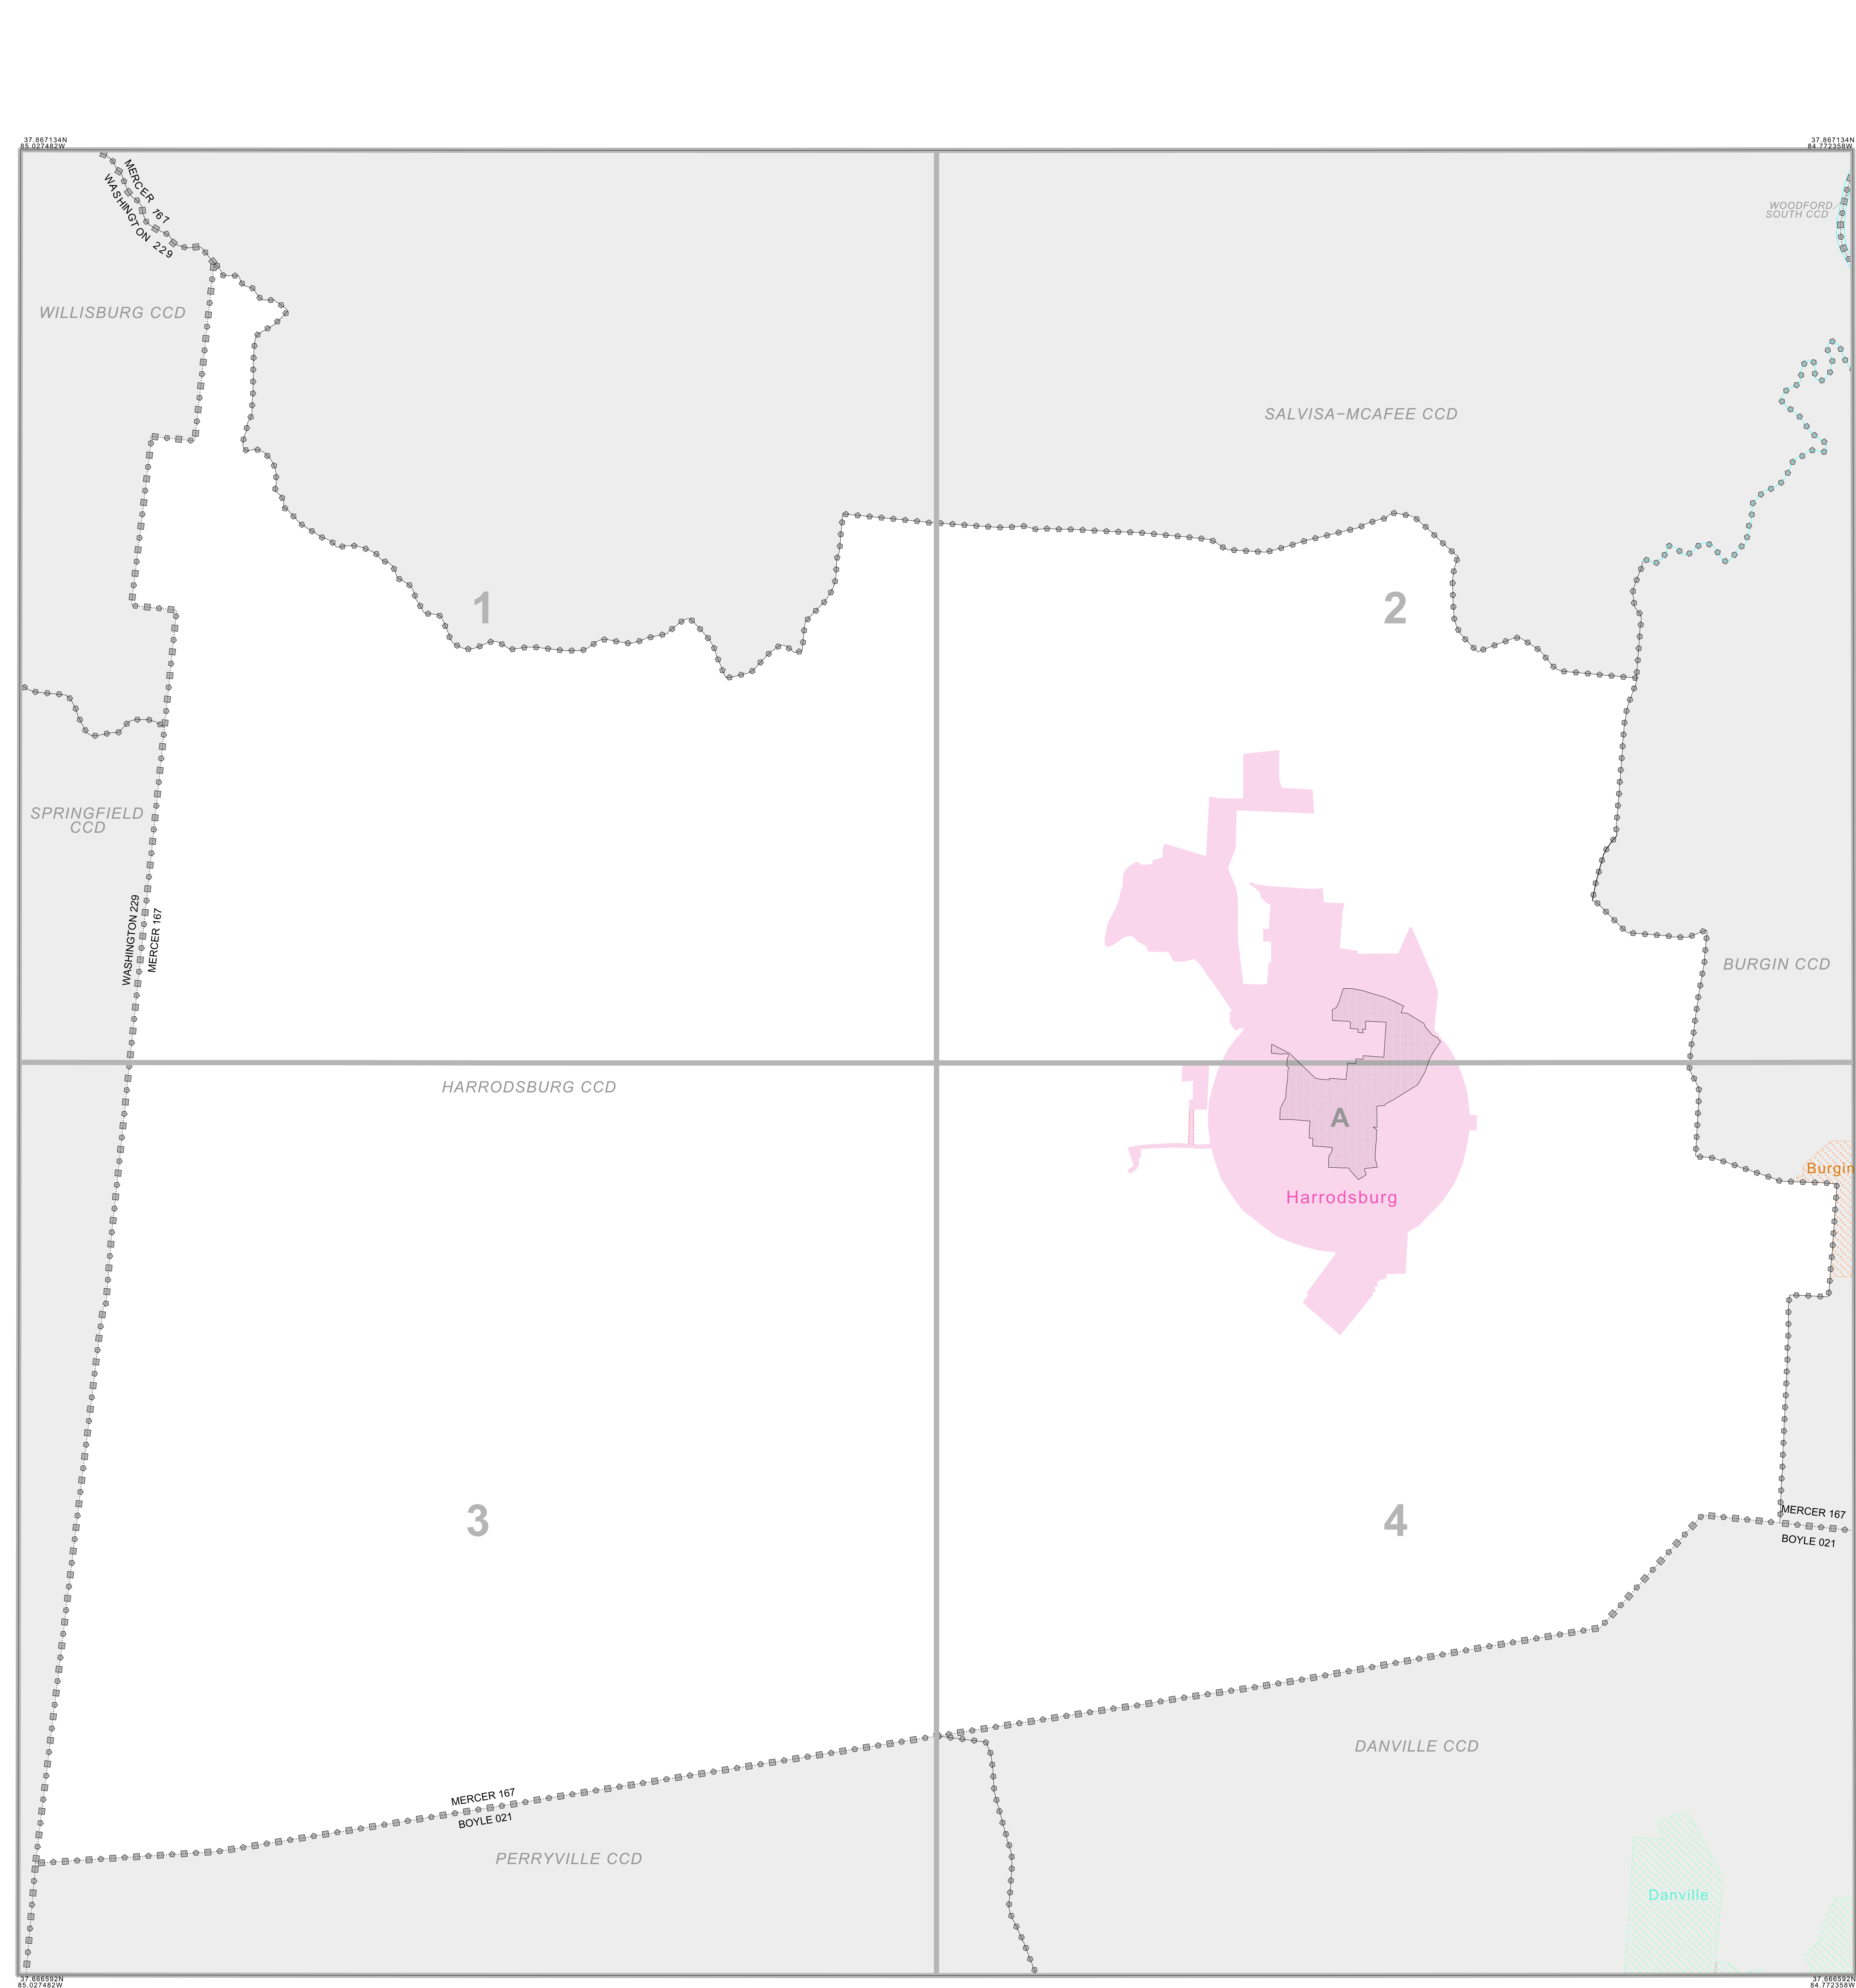 37.867134N
85.027482W
37.867134N
84.772358W
MERCER 167
WASHINGTON 229
WOODFORD
SOUTH CCD
WILLISBURG CCD
SALVISA-MCAFEE CCD
1
2
SPRINGFIELD
CCD
WASHINGTON 229
MERCER 167
BURGIN CCD
HARRODSBURG CCD
A
Burgin
Harrodsburg
3
4
MERCER 167
BOYLE 021
DANVILLE CCD
MERCER 167
BOYLE 021
PERRYVILLE CCD
Danville
37.666592N
85.027482W
37.666592N
84.772358W